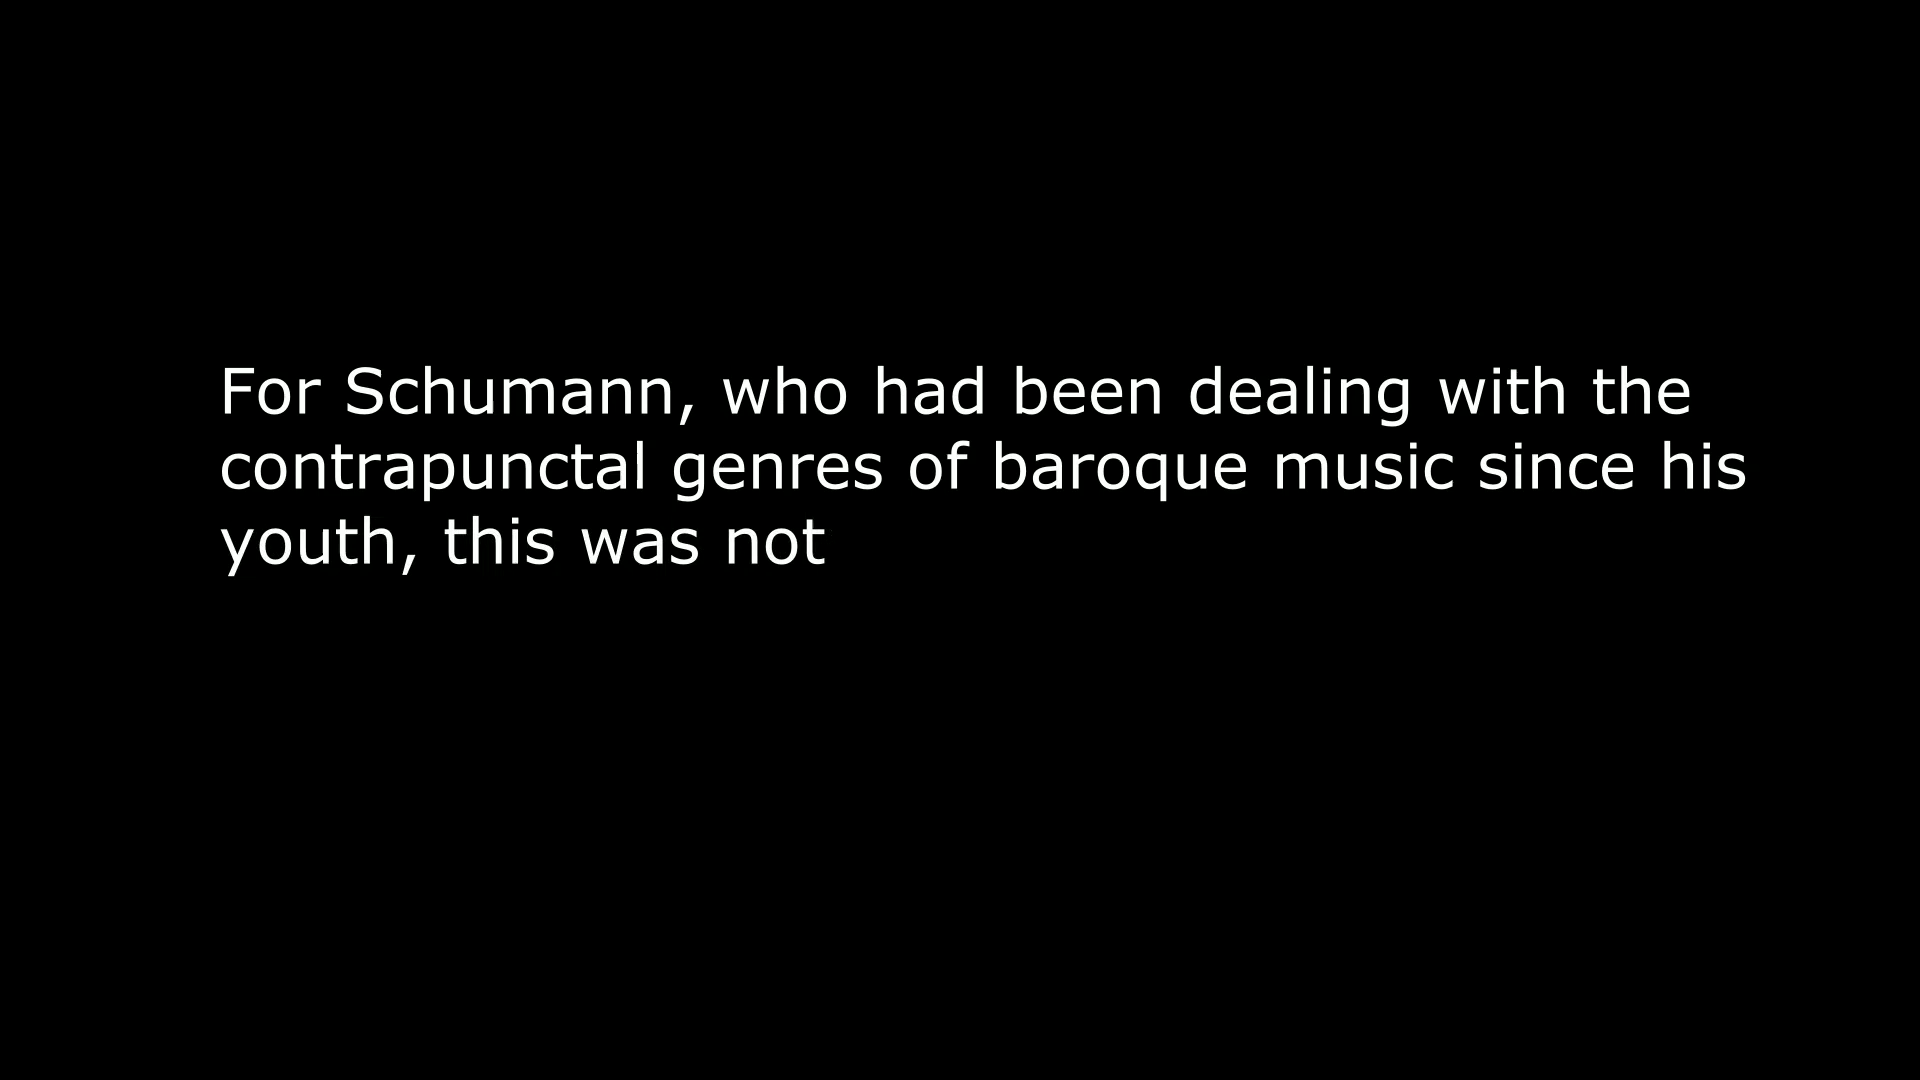 For Schumann, who had been dealing with the
contrapunctal genres of baroque music since his
youth, this was not